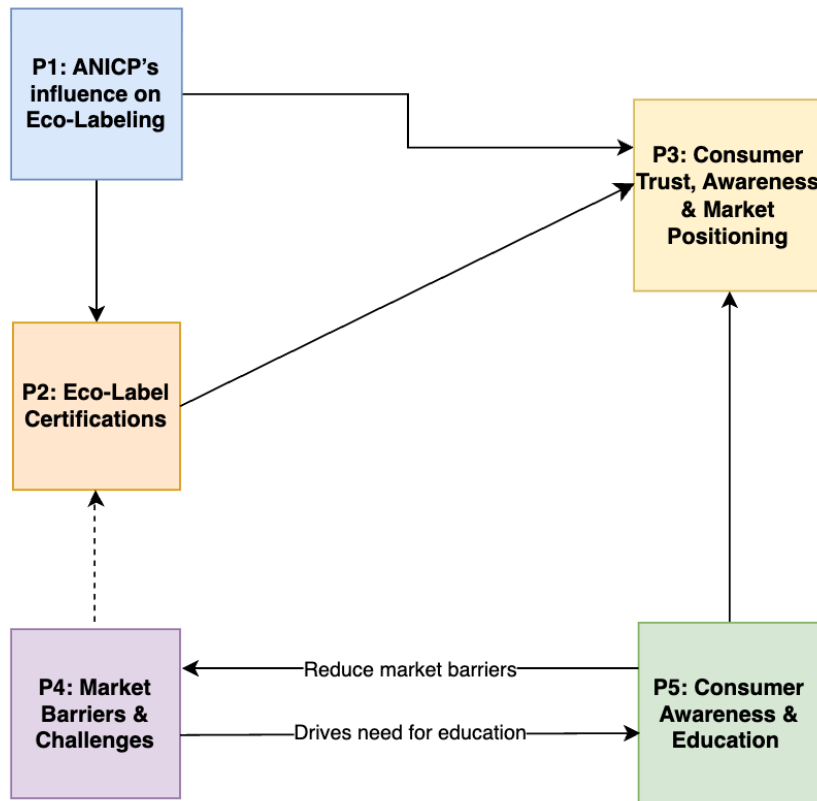 P1: ANICP's
influence on
Eco-Labeling
P3: Consumer
Trust, Awareness
& Market
Positioning
P2: Eco-Label
Certifications
P4: Market
Barriers &
Challenges
Reduce market barriers
Drives need for education
P5: Consumer
Awareness &
Education